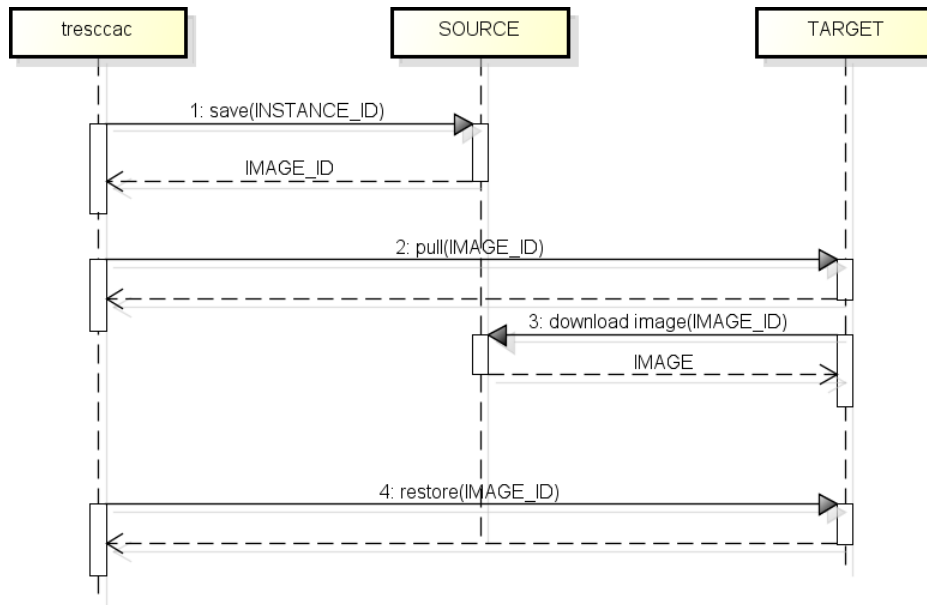 tresccac
SOURCE
TARGET
1: save(INSTANCE_ID)
IMAGE_ID
2: pull(IMAGE_ID)
3: download image(IMAGE_ID)
IMAGE
4: restore(IMAGE_ID)